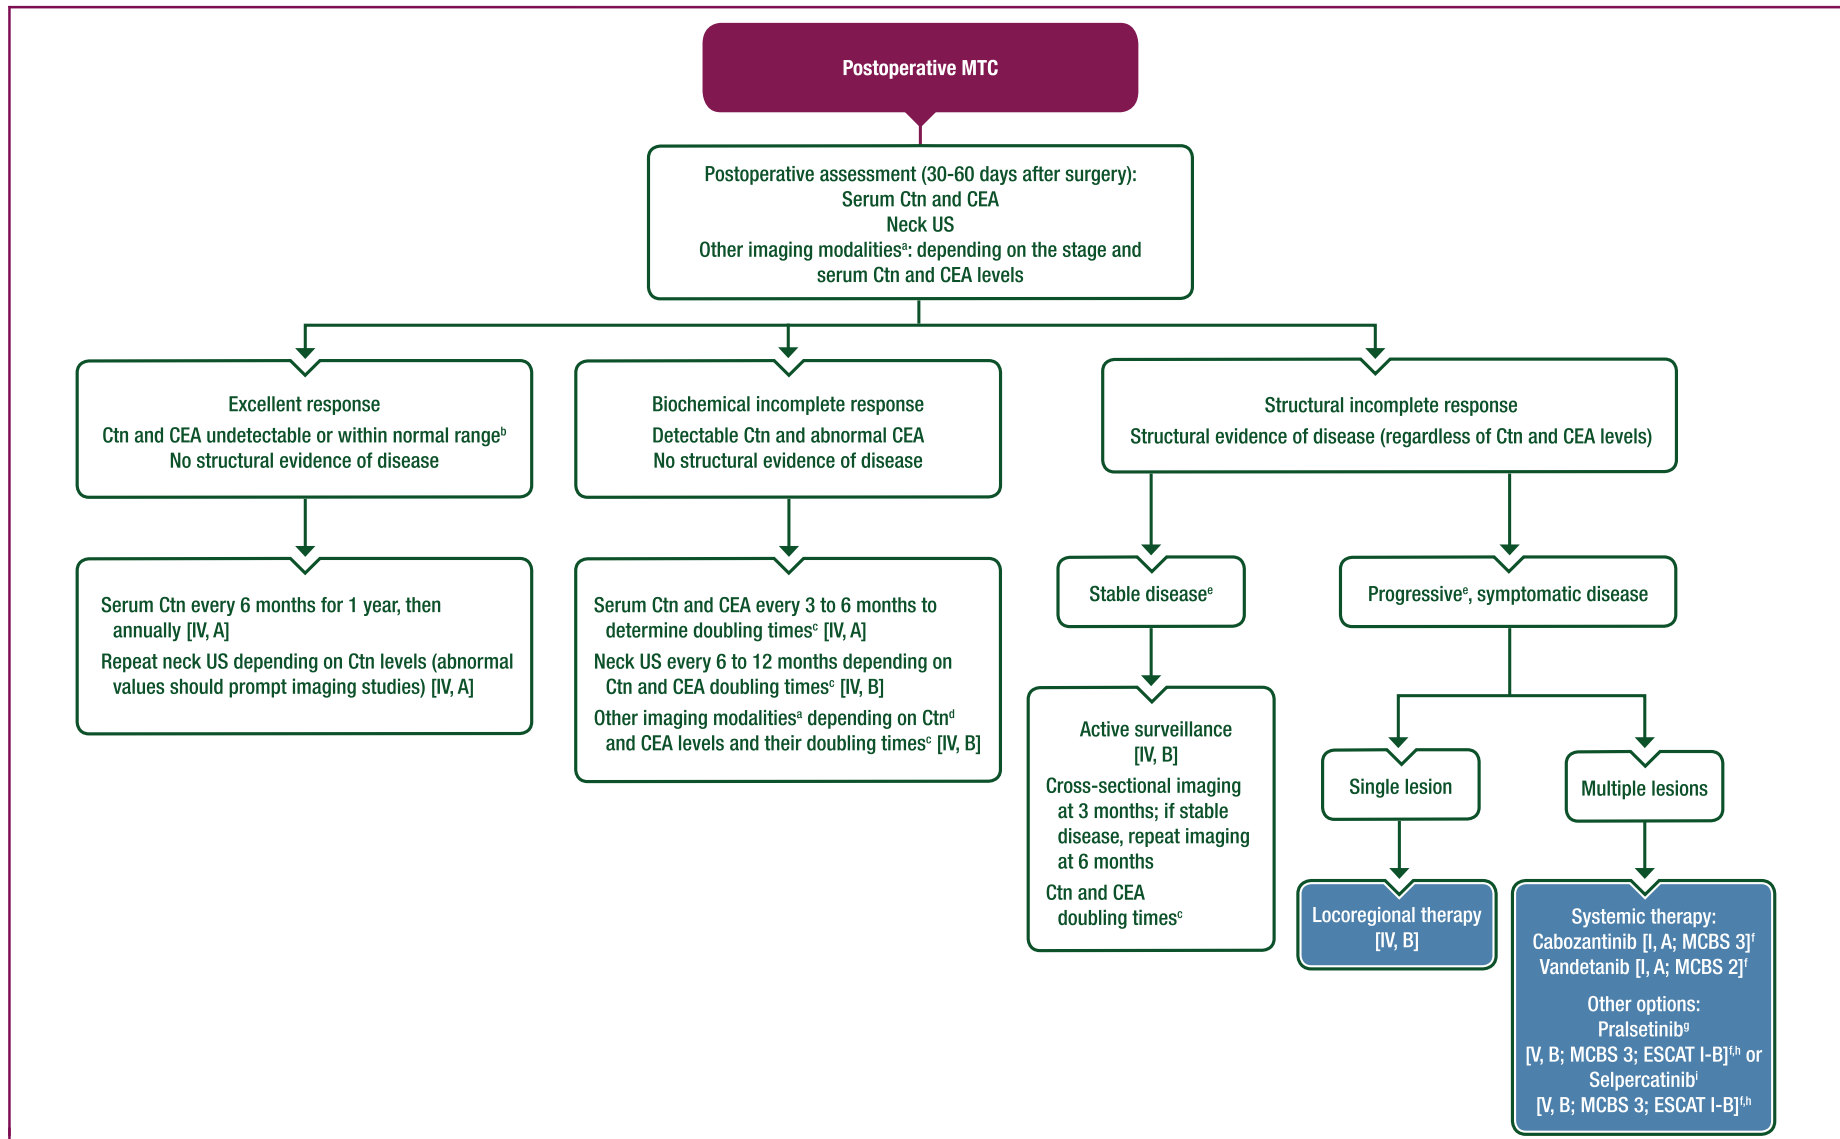 Postoperative MTC
Postoperative assessment (30-60 days after surgery):
Serum Ctn and CEA
Neck US
Other imaging modalitiesᵃ: depending on the stage and
serum Ctn and CEA levels
Excellent response
Ctn and CEA undetectable or within normal rangeᵇ
No structural evidence of disease
Biochemical incomplete response
Detectable Ctn and abnormal CEA
No structural evidence of disease
Structural incomplete response
Structural evidence of disease (regardless of Ctn and CEA levels)
Serum Ctn every 6 months for 1 year, then
annually [IV, A]
Repeat neck US depending on Ctn levels (abnormal
values should prompt imaging studies) [IV, A]
Serum Ctn and CEA every 3 to 6 months to
determine doubling timesᶜ [IV, A]
Neck US every 6 to 12 months depending on
Ctn and CEA doubling timesᶜ [IV, B]
Other imaging modalitiesᵃ depending on Ctnᵈ
and CEA levels and their doubling timesᶜ [IV, B]
Stable diseaseᵉ
Progressiveᵉ, symptomatic disease
Active surveillance
[IV, B]
Cross-sectional imaging
at 3 months; if stable
disease, repeat imaging
at 6 months
Ctn and CEA
doubling timesᶜ
Single lesion
Multiple lesions
Locoregional therapy
[IV, B]
Systemic therapy:
Cabozantinib [I, A; MCBS 3]ᶠ
Vandetanib [I, A; MCBS 2]ᶠ
Other options:
Pralsetinibᵍ
[V, B; MCBS 3; ESCAT I-B]ᶠ,ʰ or
Selpercatinibⁱ
[V, B; MCBS 3; ESCAT I-B]ᶠ,ʰ